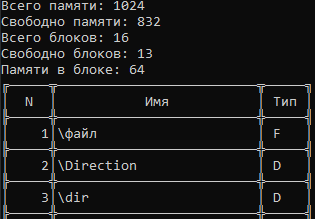 Всего памяти: 1024
Свободно памяти: 832
Всего блоков: 16
Свободно блоков: 13
Памяти в блоке: 64
N Имя Тип
1 \файл F
2 \Direction D
3 \dir D